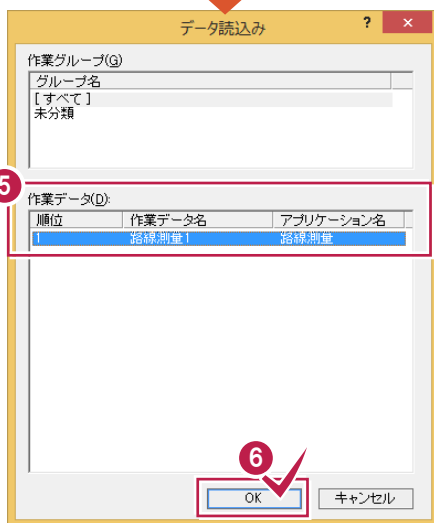 データ読込み
? ×
作業グループ(G)
グループ名
[すべて]
未分類
5
作業データ(D):
順位 作業データ名 アプリケーション名
1 路線測量1 路線測量
6
OK キャンセル